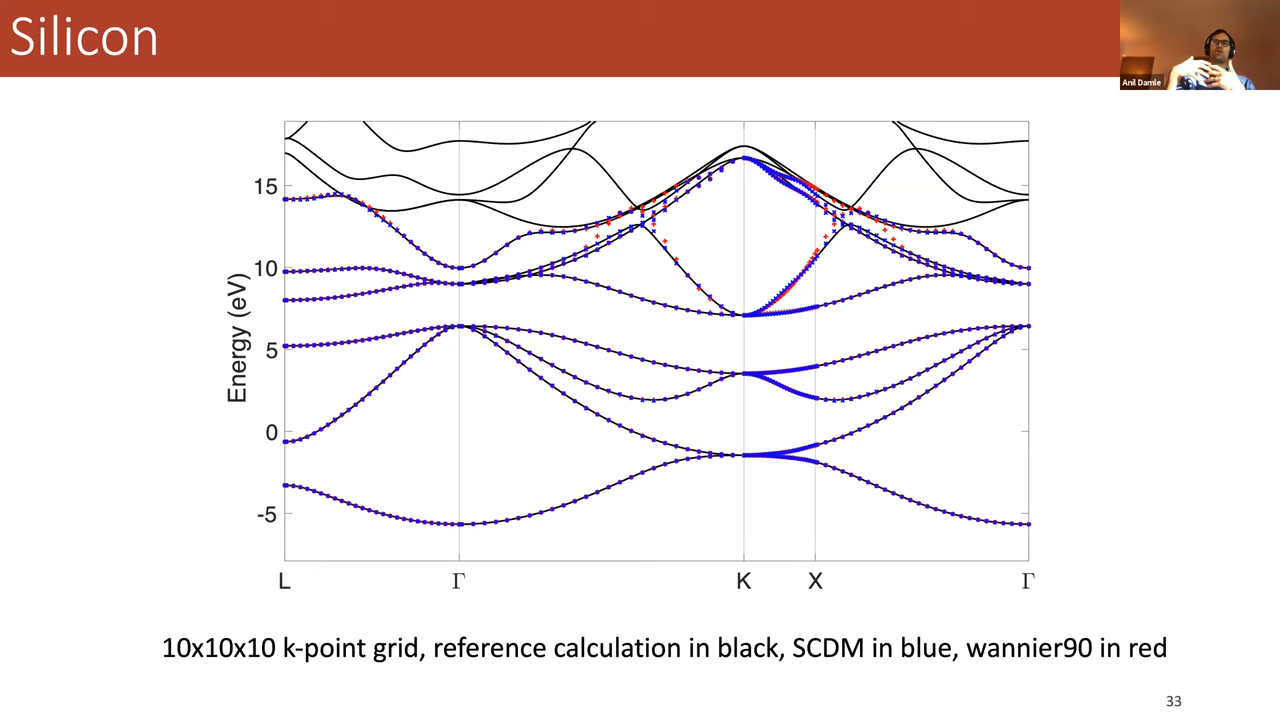 Silicon
Anil Damle
15
10
5
0
-5
Energy (eV)
L
Γ
K
X
Γ
10x10x10 k-point grid, reference calculation in black, SCDM in blue, wannier90 in red
33